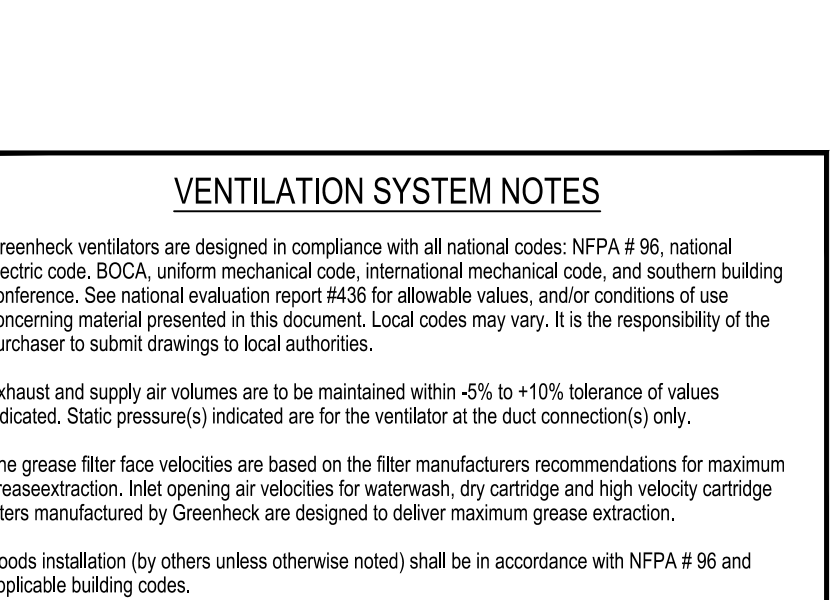 VENTILATION SYSTEM NOTES
reenheck ventilators are designed in compliance with all national codes: NFPA # 96, national
ectric code. BOCA, uniform mechanical code, international mechanical code, and southern building
onference. See national evaluation report #436 for allowable values, and/or conditions of use
oncerning material presented in this document. Local codes may vary. It is the responsibility of the
urchaser to submit drawings to local authorities.
xhaust and supply air volumes are to be maintained within -5% to +10% tolerance of values
dicated. Static pressure(s) indicated are for the ventilator at the duct connection(s) only.
he grease filter face velocities are based on the filter manufacturers recommendations for maximum
reaseextraction. Inlet opening air velocities for waterwash, dry cartridge and high velocity cartridge
ters manufactured by Greenheck are designed to deliver maximum grease extraction.
oods installation (by others unless otherwise noted) shall be in accordance with NFPA # 96 and
pplicable building codes.